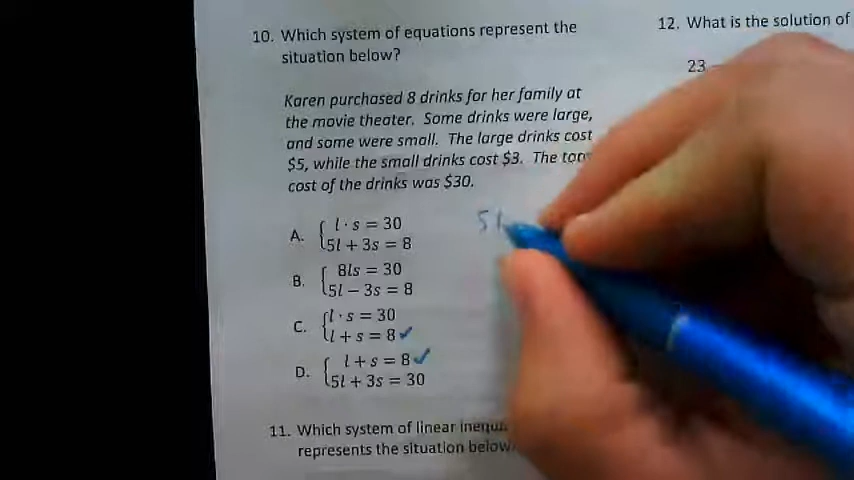 10. Which system of equations represent the
situation below?
Karen purchased 8 drinks for her family at
the movie theater. Some drinks were large,
and some were small. The large drinks cost
$5, while the small drinks cost $3. The
cost of the drinks was $30.
A. { l · s = 30
5l + 3s = 8
B. { 8ls = 30
5l − 3s = 8
C. { l · s = 30
l + s = 8 ✓
D. { l + s = 8 ✓
5l + 3s = 30
11. Which system of linear
represents the situation below
12. What is the solution of
23
5l